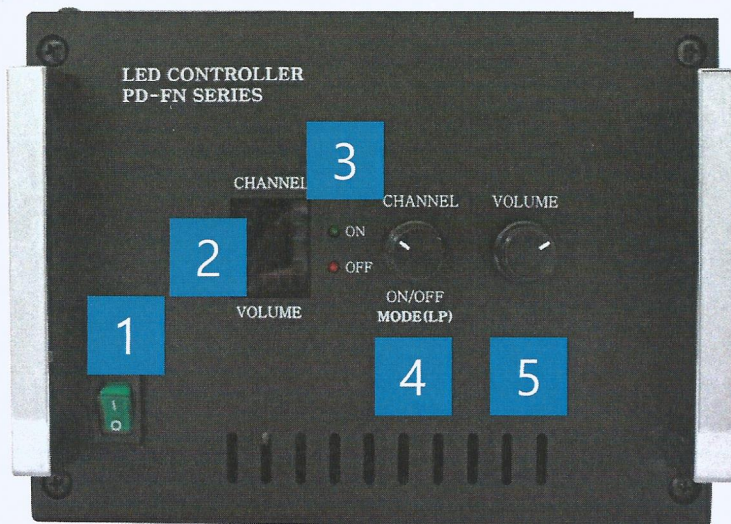 LED CONTROLLER
PD-FN SERIES
3
CHANNEL
CHANNEL
VOLUME
ON
2
OFF
ON/OFF
VOLUME
MODE(LP)
1
4
5
I
O